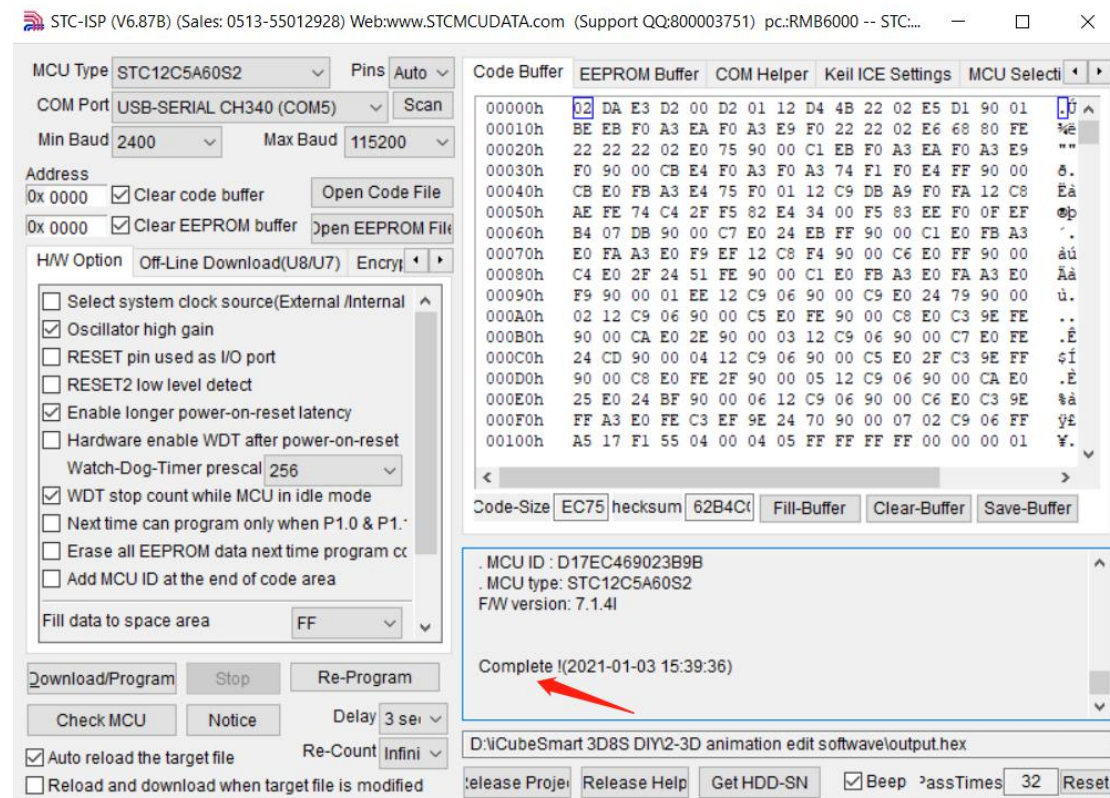 STC-ISP (V6.87B) (Sales: 0513-55012928) Web:www.STCMCUDATA.com (Support QQ:800003751) pc.:RMB6000 -- STC:...
MCU Type STC12C5A60S2 Pins Auto
COM Port USB-SERIAL CH340 (COM5) Scan
Min Baud 2400 Max Baud 115200
Address
0x 0000 Clear code buffer Open Code File
0x 0000 Clear EEPROM buffer Open EEPROM File
H/W Option Off-Line Download(U8/U7) Encry
Select system clock source(External /Internal
Oscillator high gain
RESET pin used as I/O port
RESET2 low level detect
Enable longer power-on-reset latency
Hardware enable WDT after power-on-reset
Watch-Dog-Timer prescal 256
WDT stop count while MCU in idle mode
Next time can program only when P1.0 & P1.
Erase all EEPROM data next time program cc
Add MCU ID at the end of code area
Fill data to space area FF
Download/Program Stop Re-Program
Check MCU Notice Delay 3 sec
Auto reload the target file Re-Count Infini
Reload and download when target file is modified
Code Buffer EEPROM Buffer COM Helper Keil ICE Settings MCU Selecti
00000h 02 DA E3 D2 00 D2 01 12 D4 4B 22 02 E5 D1 90 01 .Ú
00010h BE EB F0 A3 EA F0 A3 E9 F0 22 22 02 E6 68 80 FE ¾ë
00020h 22 22 22 02 E0 75 90 00 C1 EB F0 A3 EA F0 A3 E9 ""
00030h F0 90 00 CB E4 F0 A3 F0 A3 74 F1 F0 E4 FF 90 00 ð.
00040h CB E0 FB A3 E4 75 F0 01 12 C9 DB A9 F0 FA 12 C8 Ëà
00050h AE FE 74 C4 2F F5 82 E4 34 00 F5 83 EE F0 0F EF ®þ
00060h B4 07 DB 90 00 C7 E0 24 EB FF 90 00 C1 E0 FB A3 ´.
00070h E0 FA A3 E0 F9 EF 12 C8 F4 90 00 C6 E0 FF 90 00 àú
00080h C4 E0 2F 24 51 FE 90 00 C1 E0 FB A3 E0 FA A3 E0 Äà
00090h F9 90 00 01 EE 12 C9 06 90 00 C9 E0 24 79 90 00 ù.
000A0h 02 12 C9 06 90 00 C5 E0 FE 90 00 C8 E0 C3 9E FE ..
000B0h 90 00 CA E0 2E 90 00 03 12 C9 06 90 00 C7 E0 FE .Ê
000C0h 24 CD 90 00 04 12 C9 06 90 00 C5 E0 2F C3 9E FF $Í
000D0h 90 00 C8 E0 FE 2F 90 00 05 12 C9 06 90 00 CA E0 .È
000E0h 25 E0 24 BF 90 00 06 12 C9 06 90 00 C6 E0 C3 9E %à
000F0h FF A3 E0 FE C3 EF 9E 24 70 90 00 07 02 C9 06 FF ÿ£
00100h A5 17 F1 55 04 00 04 05 FF FF FF FF 00 00 00 01 ¥.
Code-Size EC75 hecksum 62B4C Fill-Buffer Clear-Buffer Save-Buffer
. MCU ID : D17EC469023B9B
. MCU type: STC12C5A60S2
F/W version: 7.1.4I
Complete !(2021-01-03 15:39:36)
D:\iCubeSmart 3D8S DIY\2-3D animation edit softwave\output.hex
elease Projec Release Help Get HDD-SN Beep PassTimes 32 Reset